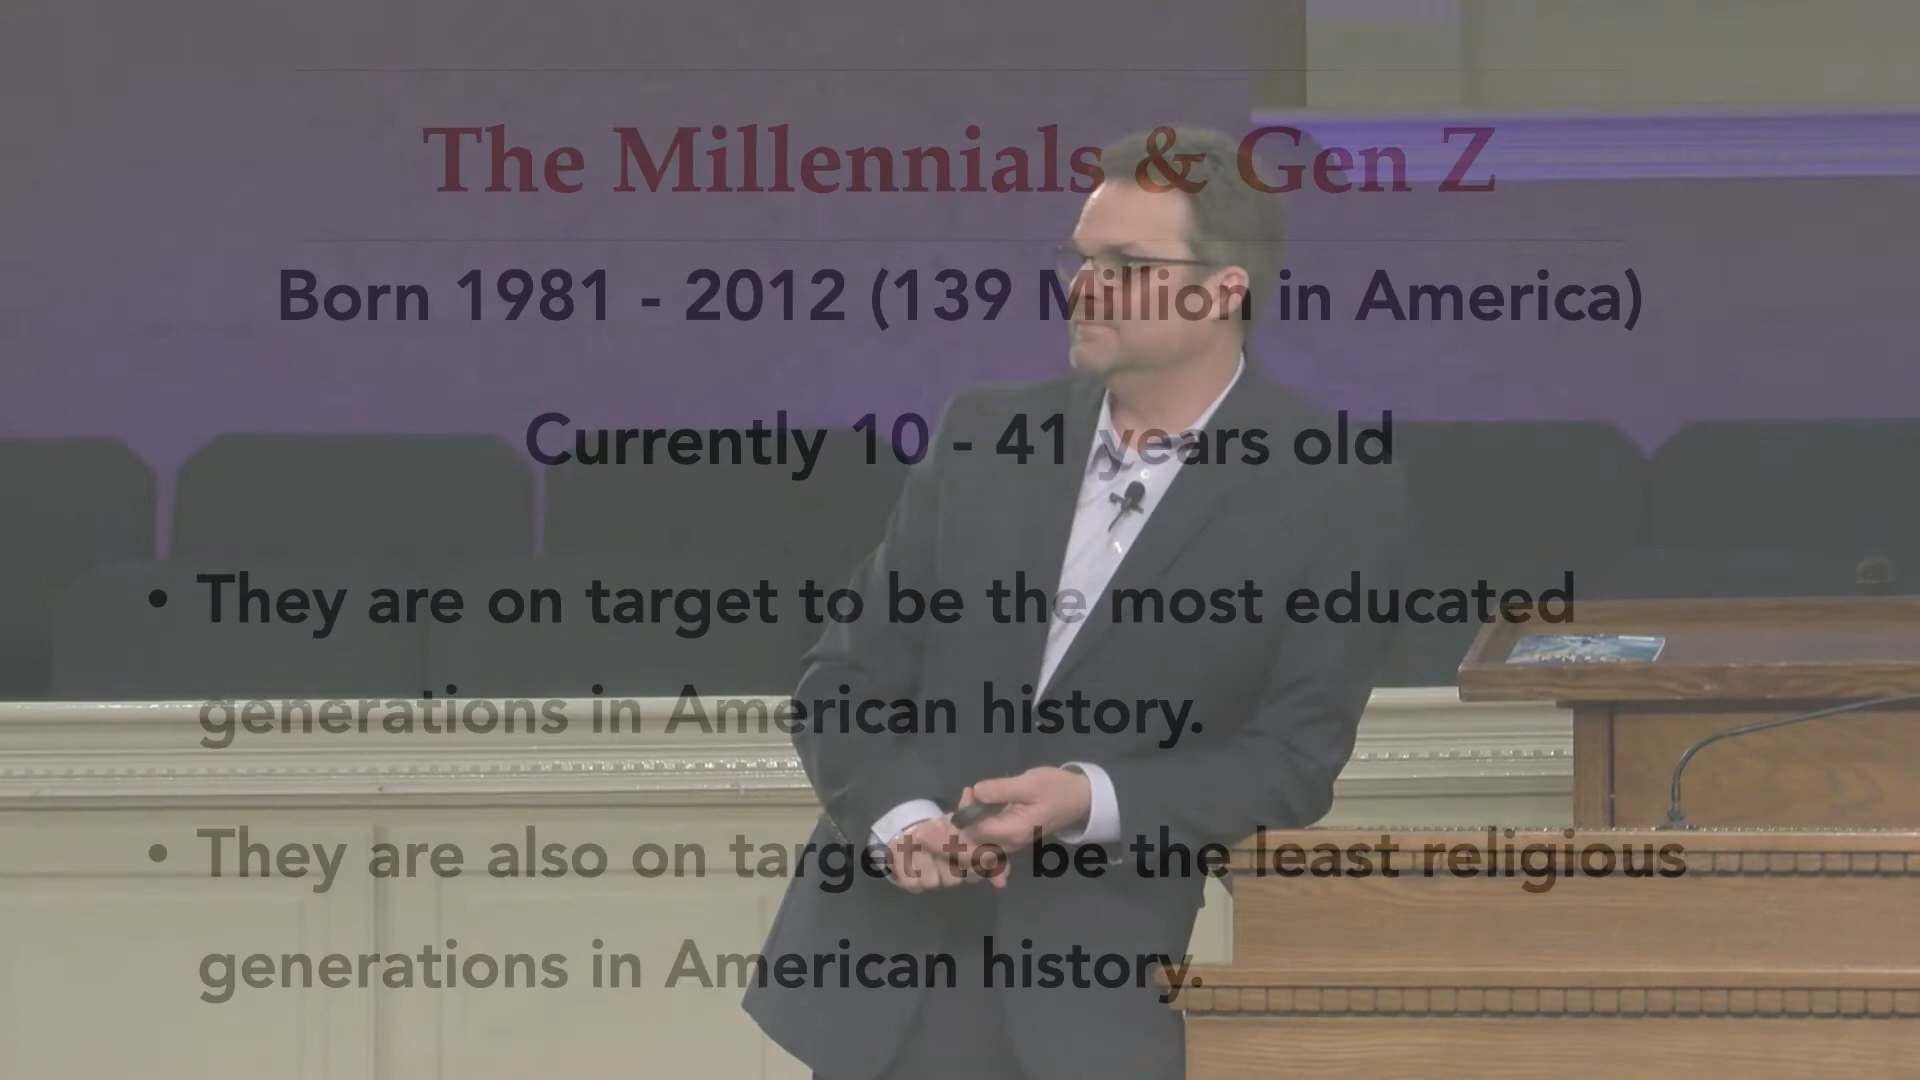 The Millennials & Gen Z
Born 1981 - 2012 (139 Million in America)
Currently 10 - 41 years old
• They are on target to be the most educated
generations in American history.
• They are also on target to be the least religious
generations in American history.